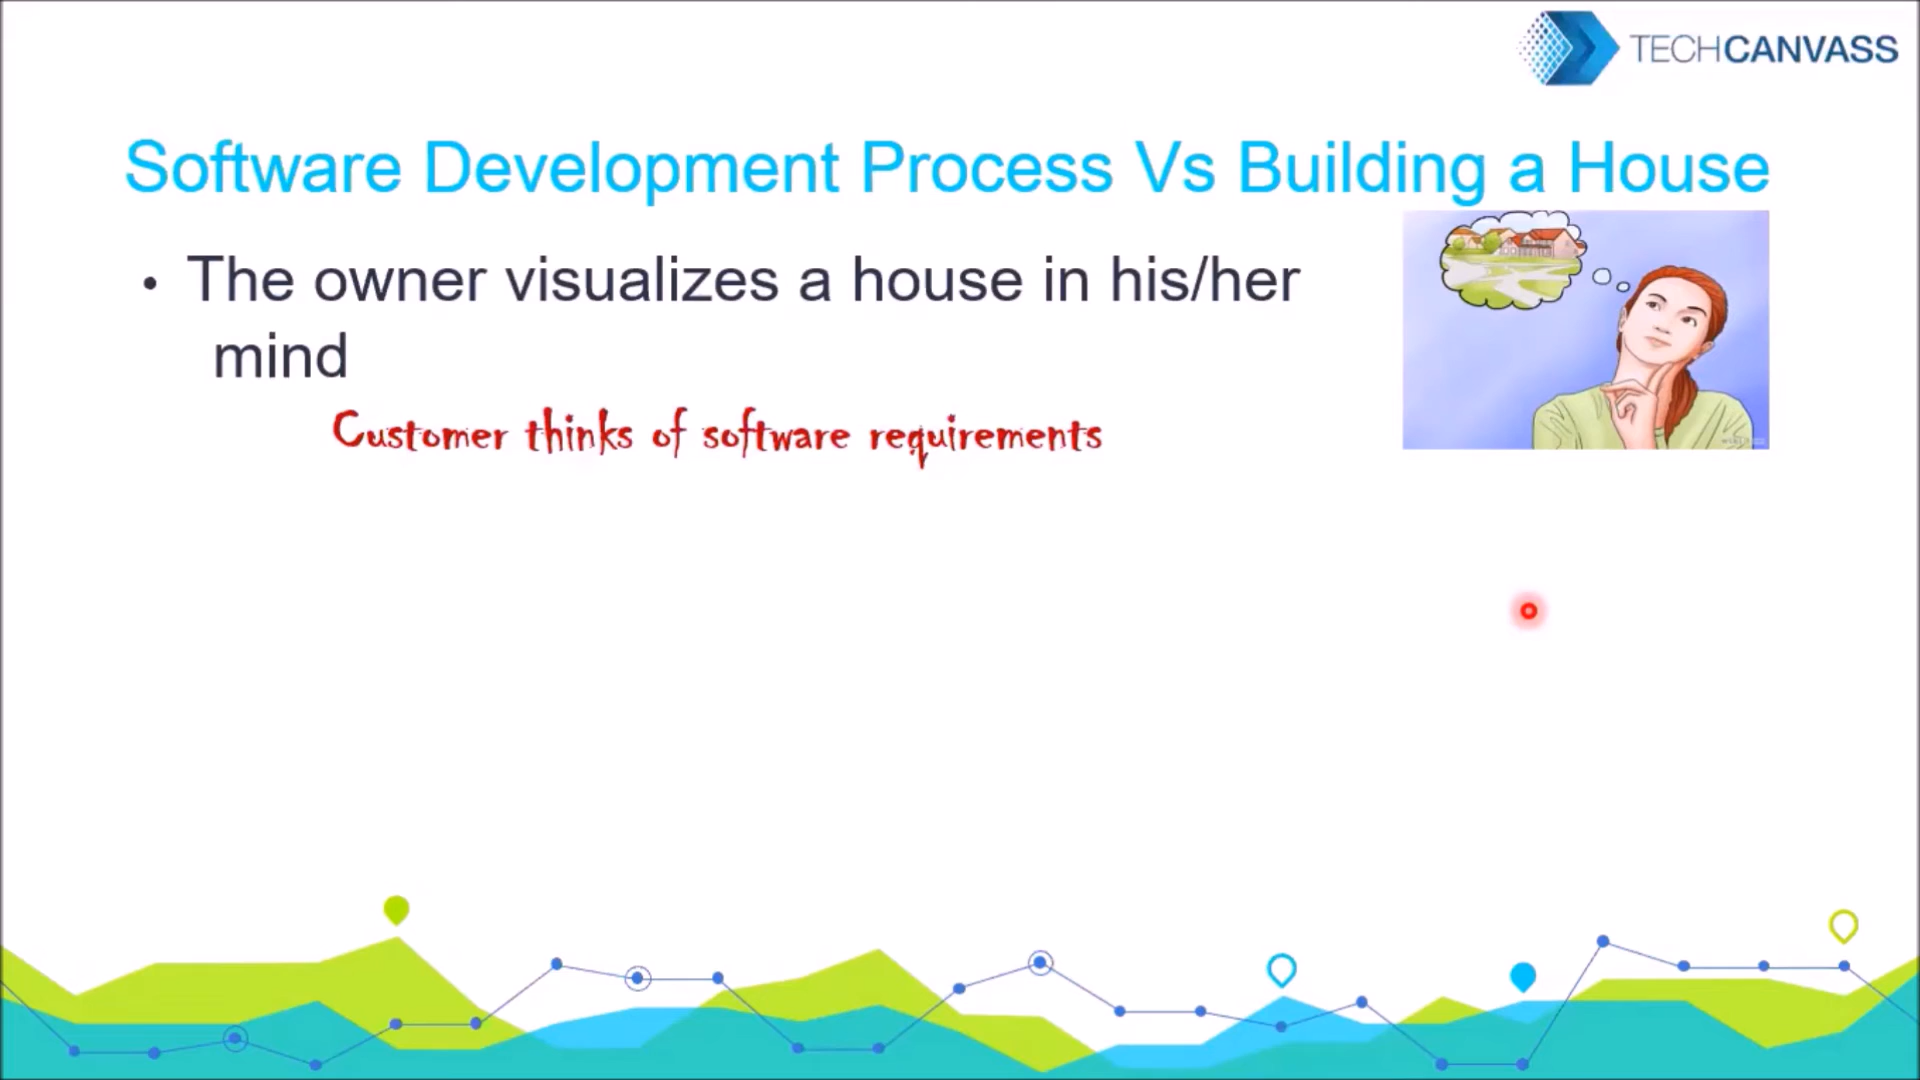 TECHCANVASS
Software Development Process Vs Building a House
• The owner visualizes a house in his/her
mind
Customer thinks of software requirements